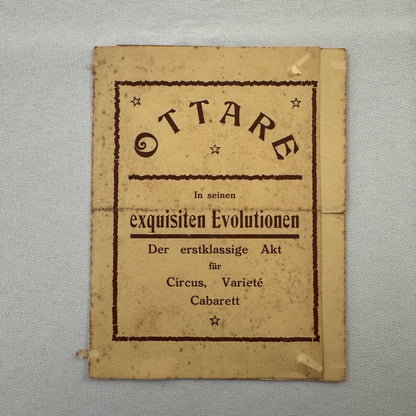 OTTARE
In seinen
exquisiten Evolutionen
Der erstklassige Akt
für
Circus, Varieté
Cabarett